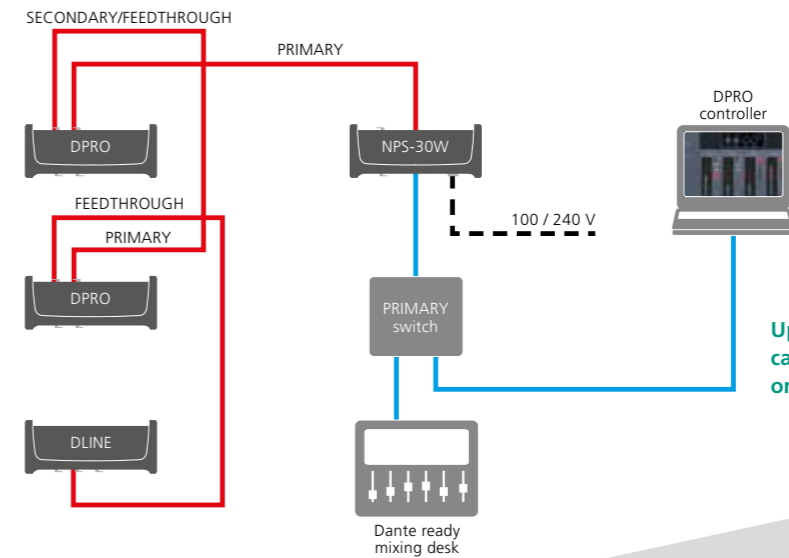 SECONDARY/FEEDTHROUGH
PRIMARY
DPRO
NPS-30W
DPRO
controller
FEEDTHROUGH
PRIMARY
100 / 240 V
DPRO
PRIMARY
switch
DLINE
Dante ready
mixing desk